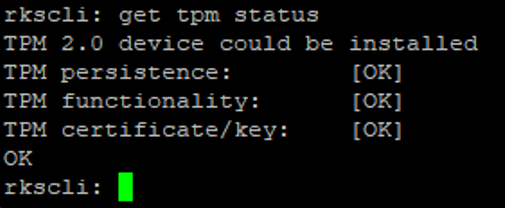 rkscli: get tpm status
TPM 2.0 device could be installed
TPM persistence: [OK]
TPM functionality: [OK]
TPM certificate/key: [OK]
OK
rkscli: